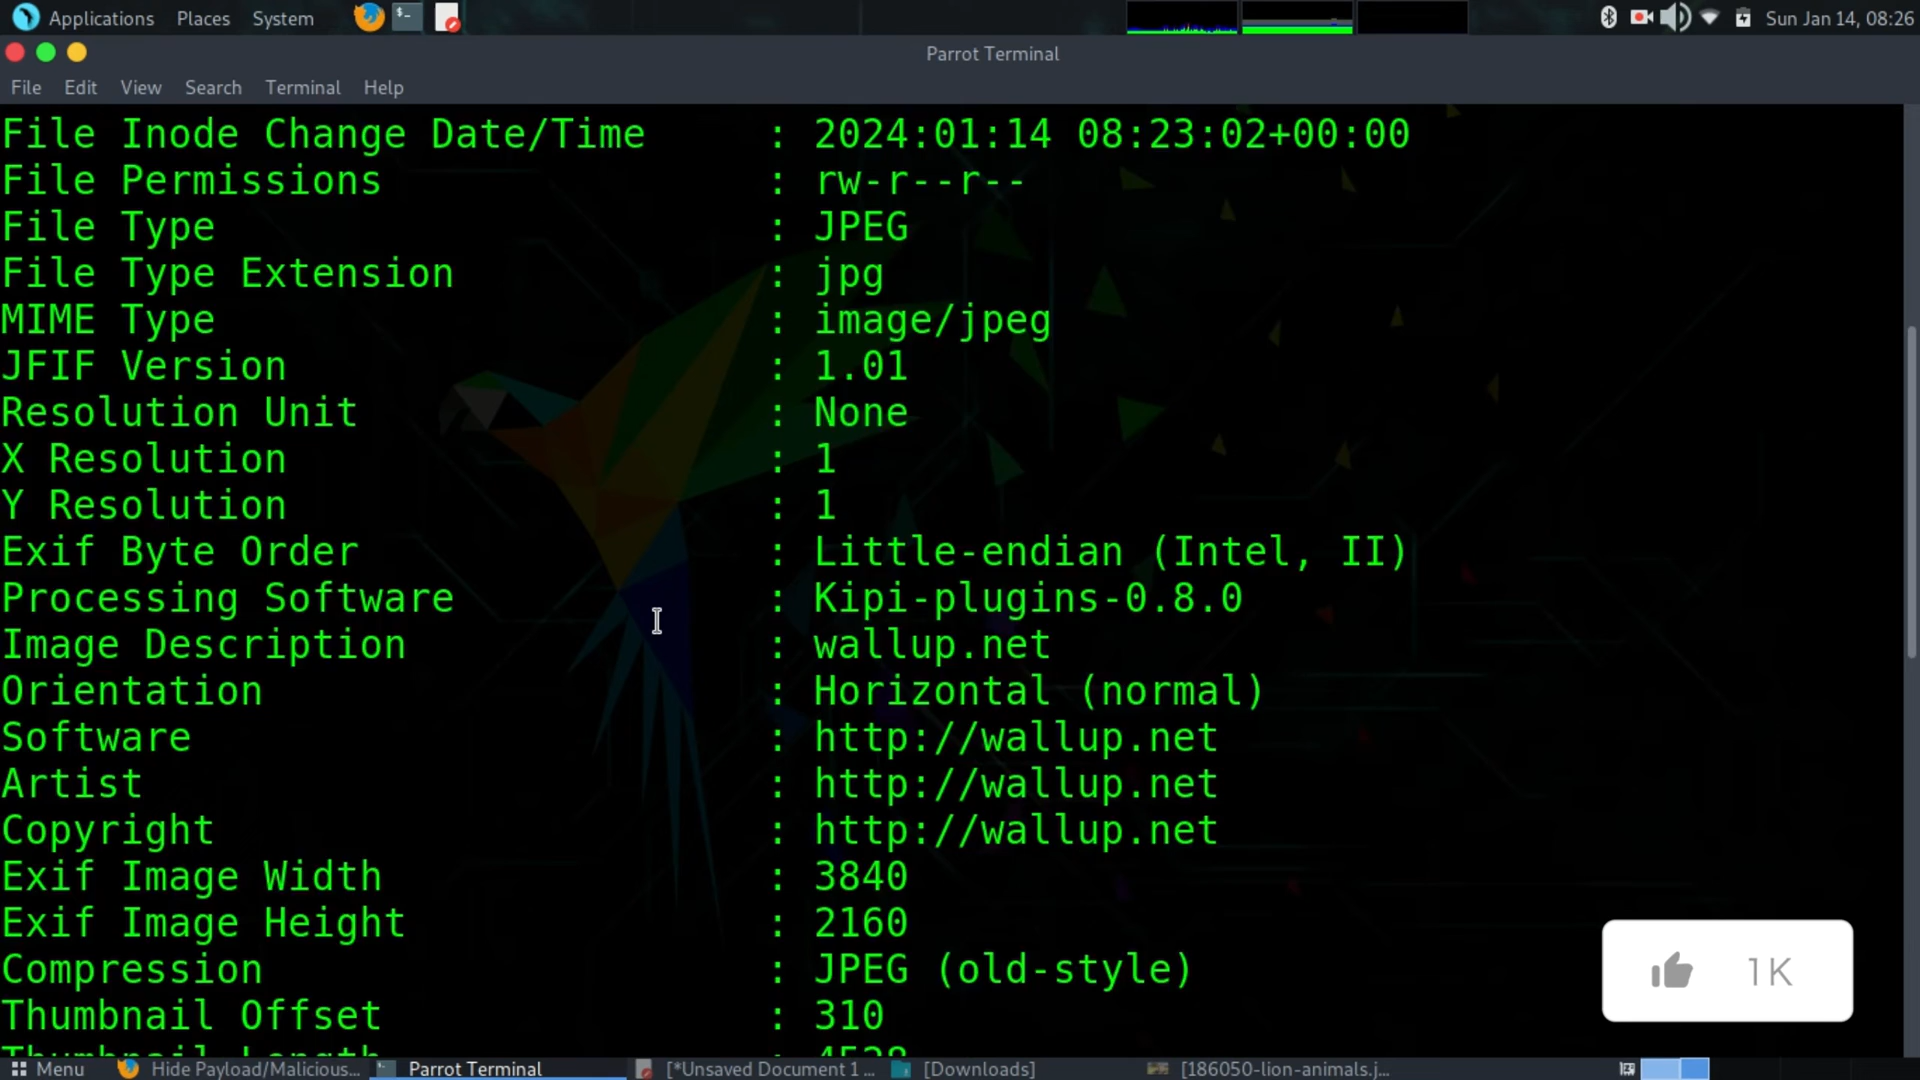 Applications Places System Sun Jan 14, 08:26
Parrot Terminal
File Edit View Search Terminal Help
File Inode Change Date/Time : 2024:01:14 08:23:02+00:00
File Permissions : rw-r--r--
File Type : JPEG
File Type Extension : jpg
MIME Type : image/jpeg
JFIF Version : 1.01
Resolution Unit : None
X Resolution : 1
Y Resolution : 1
Exif Byte Order : Little-endian (Intel, II)
Processing Software : Kipi-plugins-0.8.0
Image Description : wallup.net
Orientation : Horizontal (normal)
Software : http://wallup.net
Artist : http://wallup.net
Copyright : http://wallup.net
Exif Image Width : 3840
Exif Image Height : 2160
Compression : JPEG (old-style)
1K
Thumbnail Offset : 310
Thumbnail Length : 4528
Menu Hide Payload/Malicious... Parrot Terminal [*Unsaved Document 1 ... [Downloads] [186050-lion-animals.j...